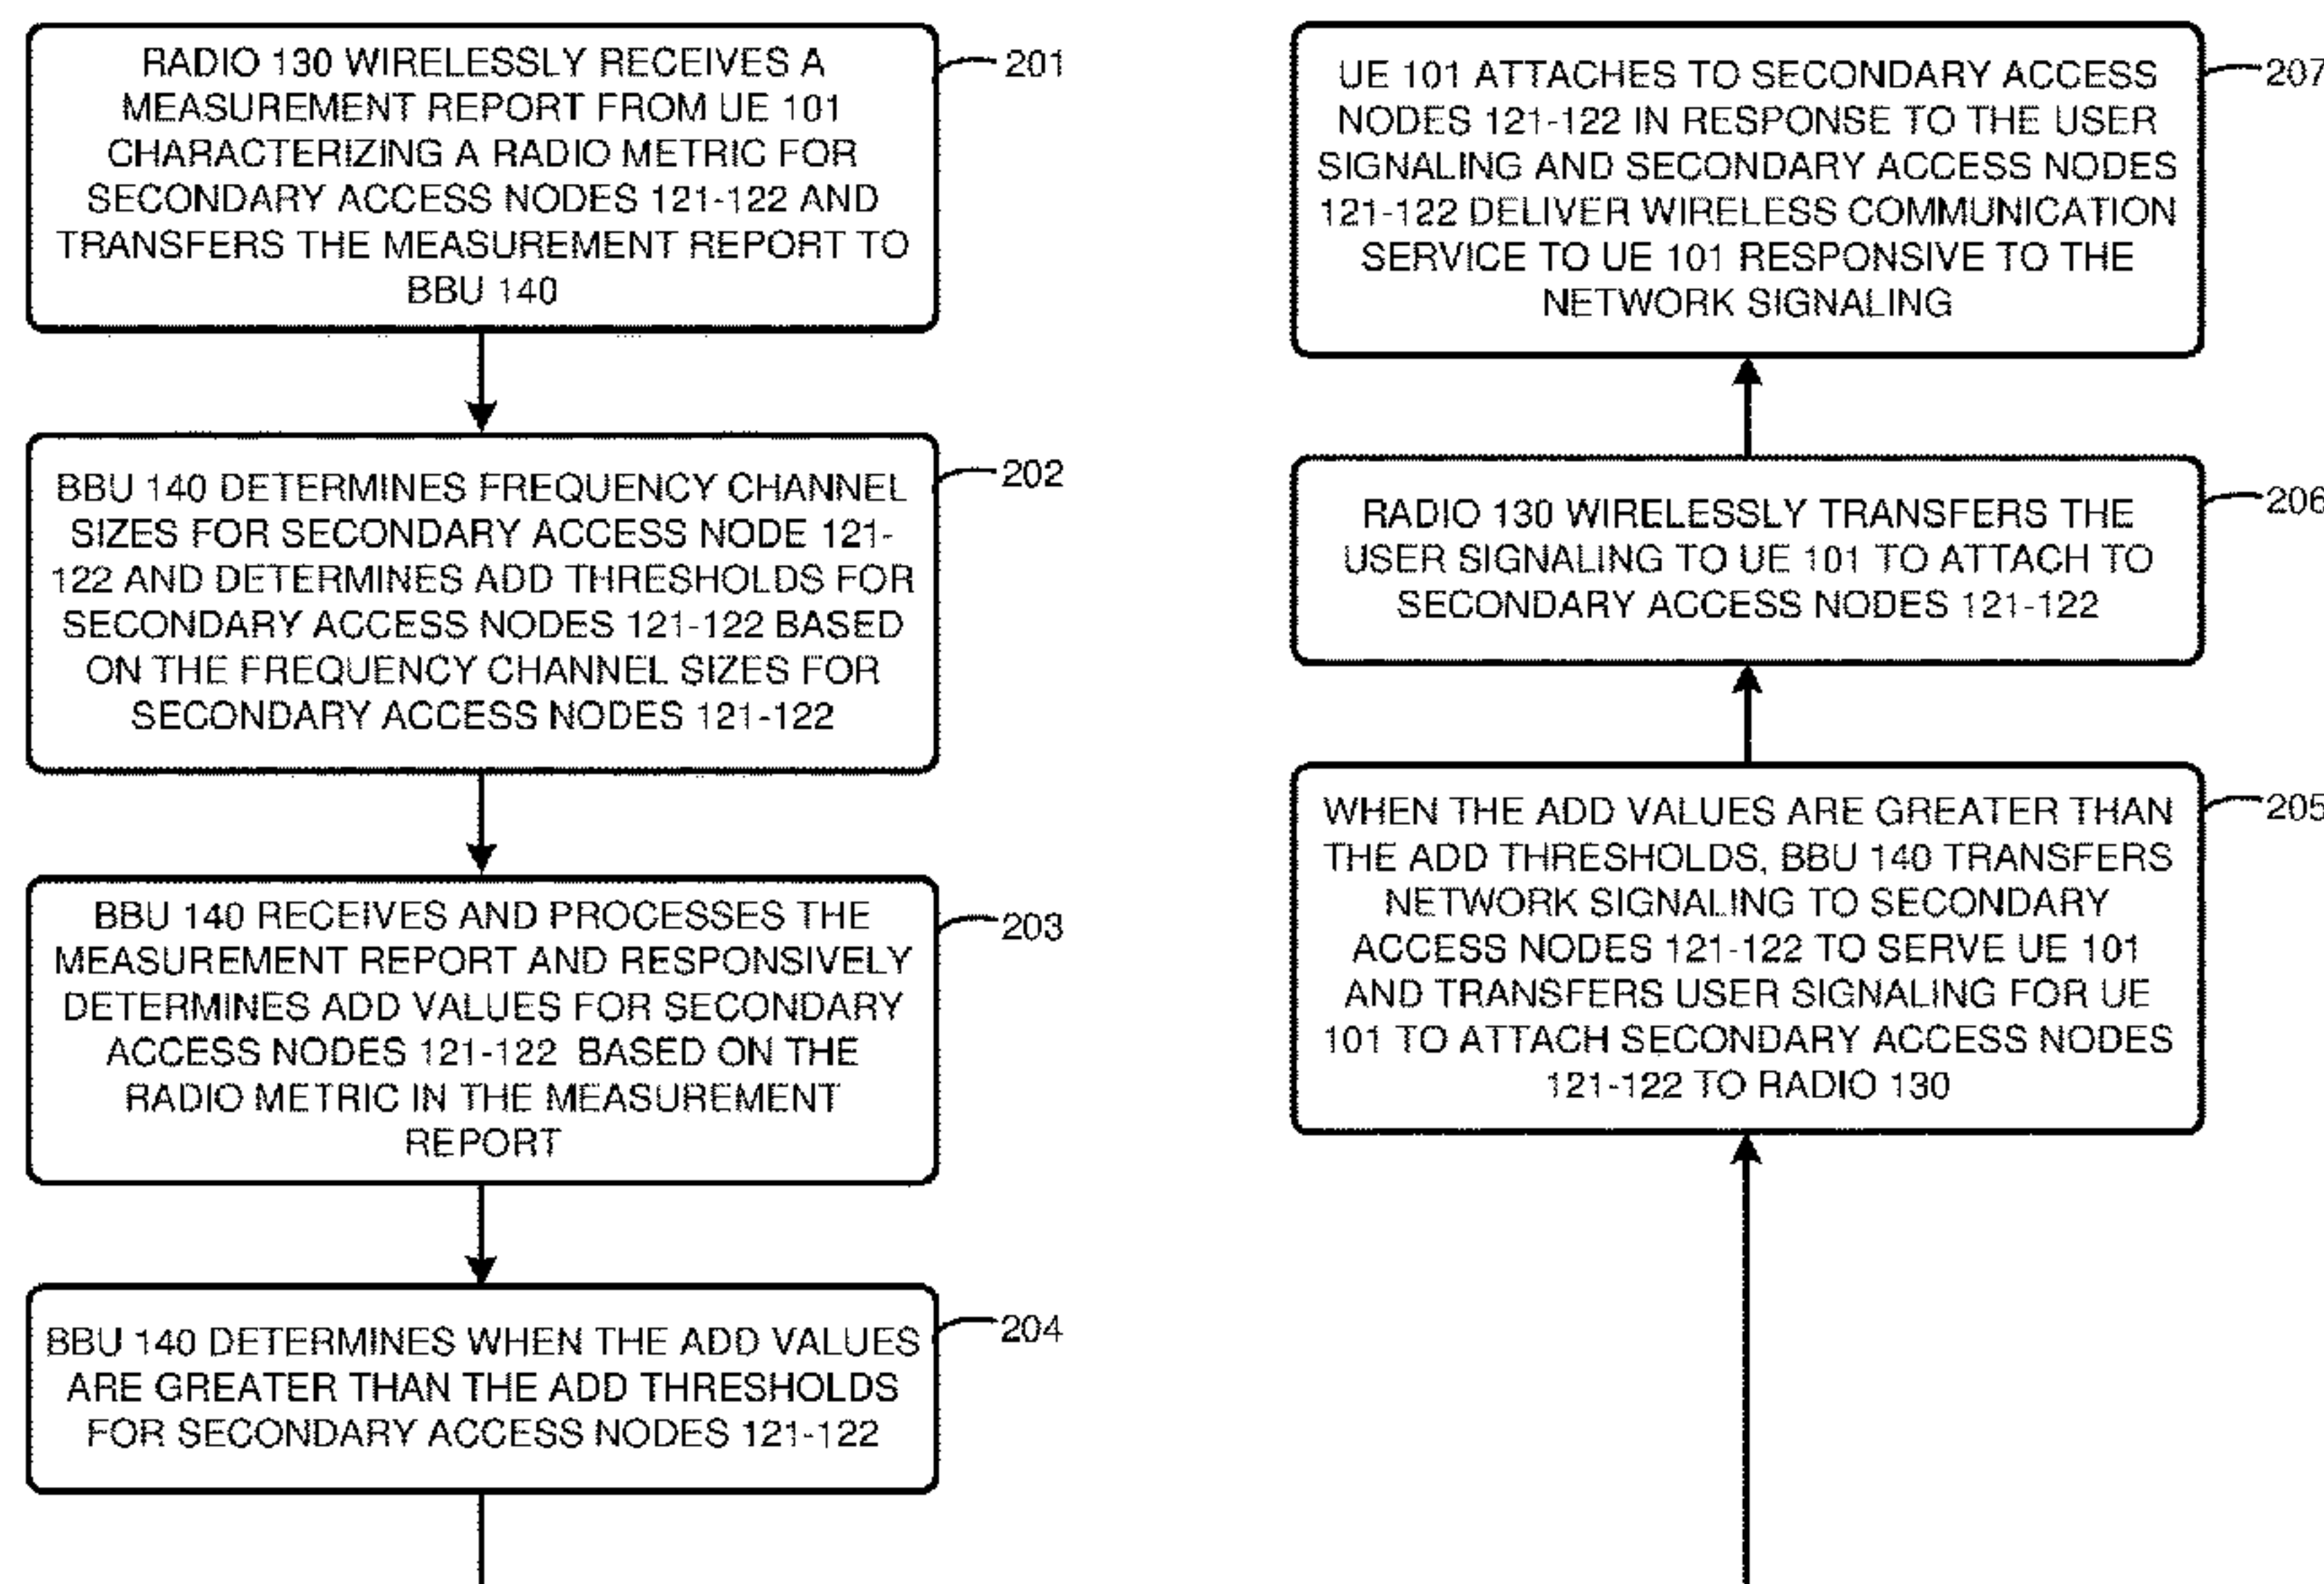 RADIO 130 WIRELESSLY RECEIVES A
MEASUREMENT REPORT FROM UE 101
CHARACTERIZING A RADIO METRIC FOR
SECONDARY ACCESS NODES 121-122 AND
TRANSFERS THE MEASUREMENT REPORT TO
BBU 140
201
BBU 140 DETERMINES FREQUENCY CHANNEL
SIZES FOR SECONDARY ACCESS NODE 121-
122 AND DETERMINES ADD THRESHOLDS FOR
SECONDARY ACCESS NODES 121-122 BASED
ON THE FREQUENCY CHANNEL SIZES FOR
SECONDARY ACCESS NODES 121-122
202
BBU 140 RECEIVES AND PROCESSES THE
MEASUREMENT REPORT AND RESPONSIVELY
DETERMINES ADD VALUES FOR SECONDARY
ACCESS NODES 121-122 BASED ON THE
RADIO METRIC IN THE MEASUREMENT
REPORT
203
BBU 140 DETERMINES WHEN THE ADD VALUES
ARE GREATER THAN THE ADD THRESHOLDS
FOR SECONDARY ACCESS NODES 121-122
204
WHEN THE ADD VALUES ARE GREATER THAN
THE ADD THRESHOLDS, BBU 140 TRANSFERS
NETWORK SIGNALING TO SECONDARY
ACCESS NODES 121-122 TO SERVE UE 101
AND TRANSFERS USER SIGNALING FOR UE
101 TO ATTACH SECONDARY ACCESS NODES
121-122 TO RADIO 130
205
RADIO 130 WIRELESSLY TRANSFERS THE
USER SIGNALING TO UE 101 TO ATTACH TO
SECONDARY ACCESS NODES 121-122
206
UE 101 ATTACHES TO SECONDARY ACCESS
NODES 121-122 IN RESPONSE TO THE USER
SIGNALING AND SECONDARY ACCESS NODES
121-122 DELIVER WIRELESS COMMUNICATION
SERVICE TO UE 101 RESPONSIVE TO THE
NETWORK SIGNALING
207